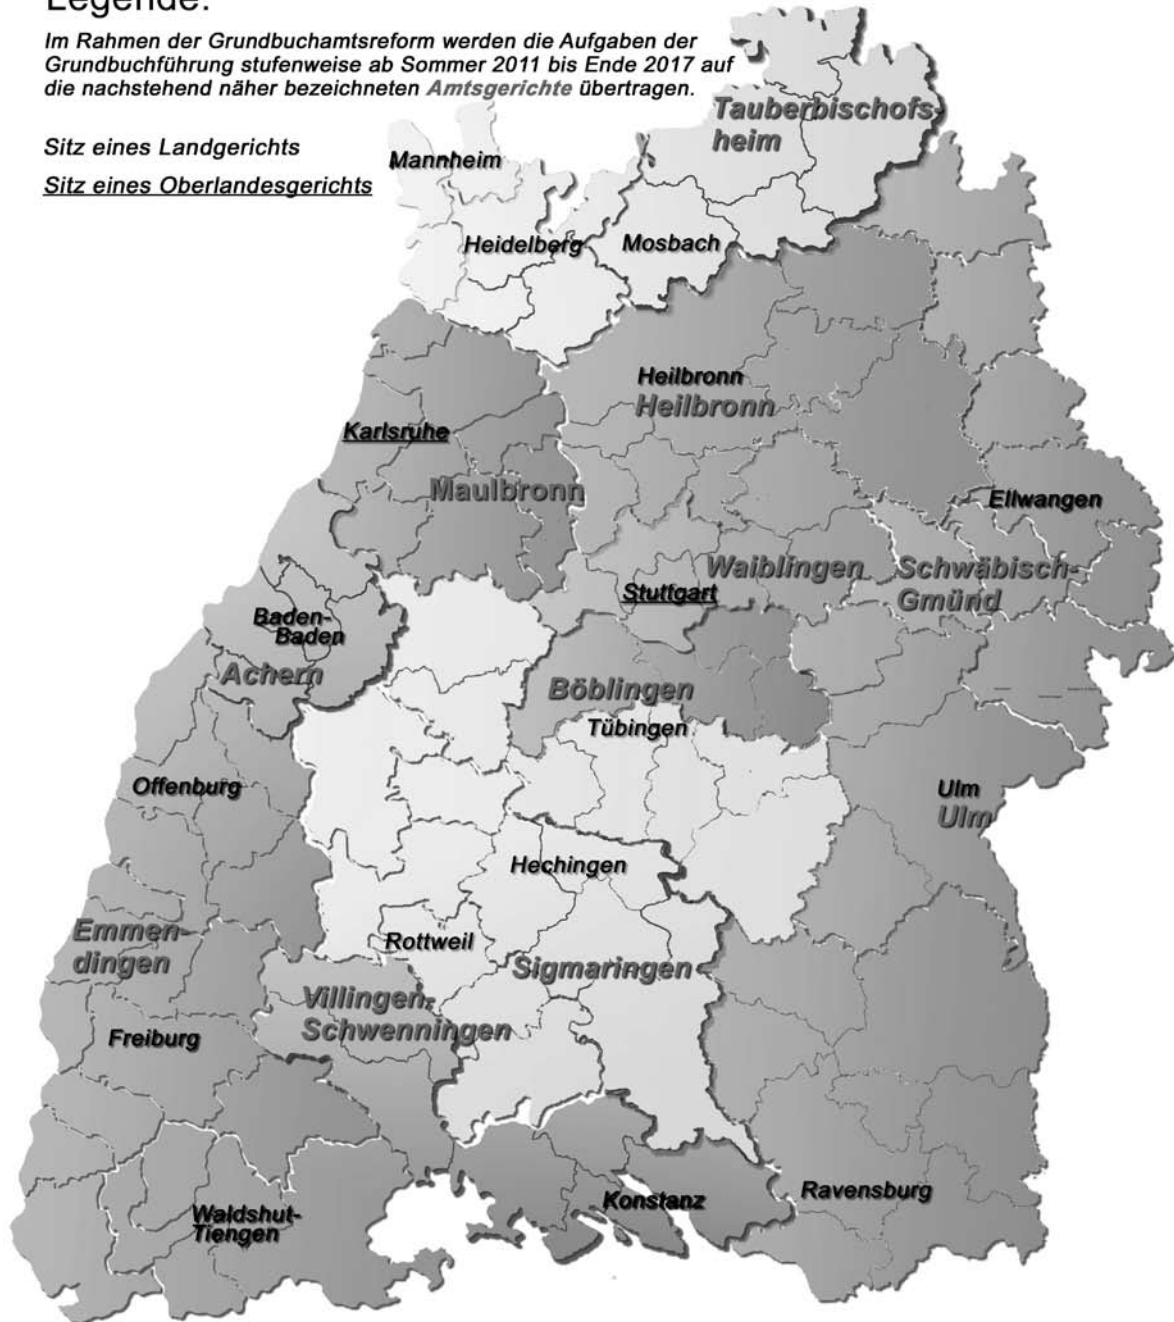 Legende:
Im Rahmen der Grundbuchamtsreform werden die Aufgaben der
Grundbuchführung stufenweise ab Sommer 2011 bis Ende 2017 auf
die nachstehend näher bezeichneten Amtsgerichte übertragen.
Sitz eines Landgerichts
Sitz eines Oberlandesgerichts
Tauberbischofs-
heim
Mannheim
Heidelberg
Mosbach
Heilbronn
Heilbronn
Karlsruhe
Maulbronn
Ellwangen
Waiblingen
Schwäbisch-
Gmünd
Stuttgart
Baden-
Baden
Achern
Böblingen
Tübingen
Offenburg
Ulm
Ulm
Hechingen
Emmen-
dingen
Rottweil
Sigmaringen
Villingen-
Schwenningen
Freiburg
Konstanz
Ravensburg
Waldshut-
Tiengen